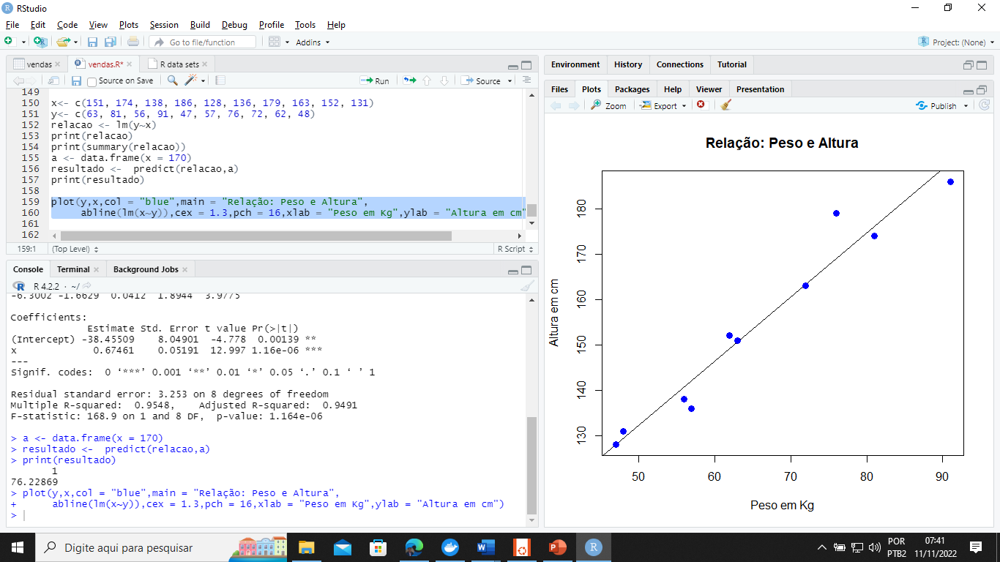 RStudio
File Edit Code View Plots Session Build Debug Profile Tools Help
Go to file/function Addins Project: (None)
vendas vendas.R* R data sets
Source on Save Run Source
149
150 x<- c(151, 174, 138, 186, 128, 136, 179, 163, 152, 131)
151 y<- c(63, 81, 56, 91, 47, 57, 76, 72, 62, 48)
152 relacao <- lm(y~x)
153 print(relacao)
154 print(summary(relacao))
155 a <- data.frame(x = 170)
156 resultado <-  predict(relacao,a)
157 print(resultado)
158
159 plot(y,x,col = "blue",main = "Relação: Peso e Altura",
160      abline(lm(x~y)),cex = 1.3,pch = 16,xlab = "Peso em Kg",ylab = "Altura em cm"
161
162
159:1 (Top Level) R Script
Console Terminal Background Jobs
R 4.2.2 · ~/
-6.3002 -1.6629  0.0412  1.8944  3.9775
Coefficients:
             Estimate Std. Error t value Pr(>|t|)
(Intercept) -38.45509    8.04901  -4.778  0.00139 **
x             0.67461    0.05191  12.997 1.16e-06 ***
---
Signif. codes:  0 ‘***’ 0.001 ‘**’ 0.01 ‘*’ 0.05 ‘.’ 0.1 ‘ ’ 1
Residual standard error: 3.253 on 8 degrees of freedom
Multiple R-squared:  0.9548,    Adjusted R-squared:  0.9491
F-statistic: 168.9 on 1 and 8 DF,  p-value: 1.164e-06
> a <- data.frame(x = 170)
> resultado <-  predict(relacao,a)
> print(resultado)
1
76.22869
> plot(y,x,col = "blue",main = "Relação: Peso e Altura",
+      abline(lm(x~y)),cex = 1.3,pch = 16,xlab = "Peso em Kg",ylab = "Altura em cm")
>
Environment History Connections Tutorial
Files Plots Packages Help Viewer Presentation
Zoom Export Publish
Relação: Peso e Altura
Altura em cm
180
170
160
150
140
130
50 60 70 80 90
Peso em Kg
Digite aqui para pesquisar
POR
PTB2
07:41
11/11/2022